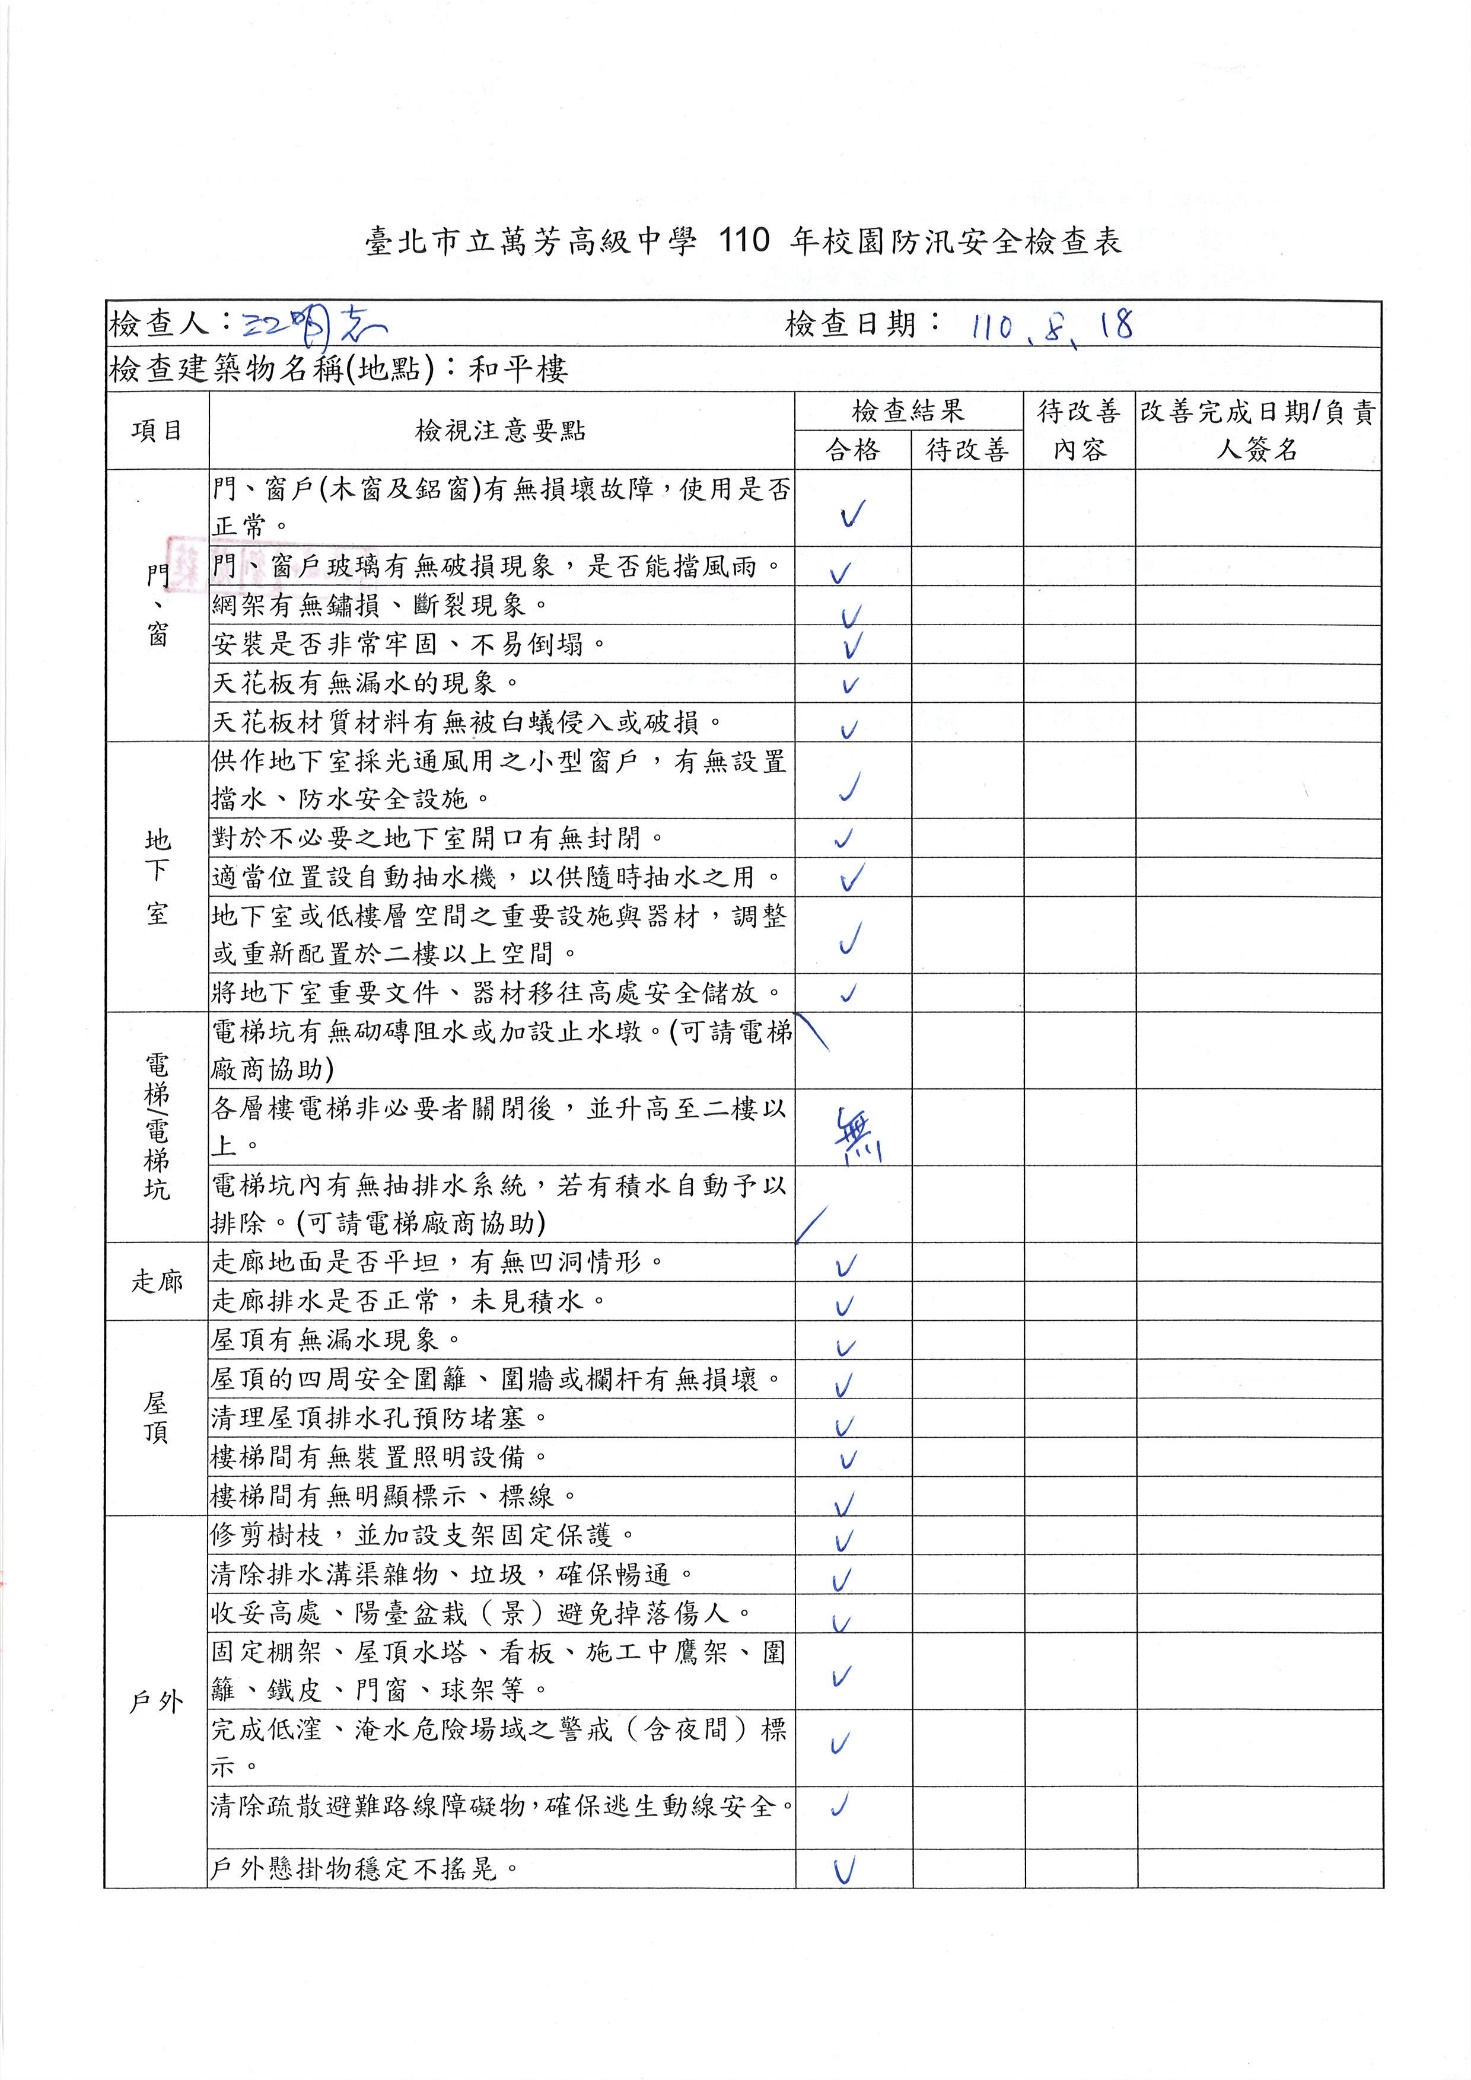 臺北市立萬芳高級中學 110 年校園防汛安全檢查表
檢查人：江明志 檢查日期： 110.8.18
檢查建築物名稱(地點)：和平樓
項目 檢視注意要點 檢查結果 待改善內容 改善完成日期/負責人簽名
合格 待改善
門、窗
門、窗戶(木窗及鋁窗)有無損壞故障，使用是否
正常。 ✓
門、窗戶玻璃有無破損現象，是否能擋風雨。 ✓
網架有無鏽損、斷裂現象。 ✓
安裝是否非常牢固、不易倒塌。 ✓
天花板有無漏水的現象。 ✓
天花板材質材料有無被白蟻侵入或破損。 ✓
地下室
供作地下室採光通風用之小型窗戶，有無設置
擋水、防水安全設施。 ✓
對於不必要之地下室開口有無封閉。 ✓
適當位置設自動抽水機，以供隨時抽水之用。 ✓
地下室或低樓層空間之重要設施與器材，調整
或重新配置於二樓以上空間。 ✓
將地下室重要文件、器材移往高處安全儲放。 ✓
電梯/電梯坑
電梯坑有無砌磚阻水或加設止水墩。(可請電梯
廠商協助)
各層樓電梯非必要者關閉後，並升高至二樓以
上。 無
電梯坑內有無抽排水系統，若有積水自動予以
排除。(可請電梯廠商協助)
走廊
走廊地面是否平坦，有無凹洞情形。 ✓
走廊排水是否正常，未見積水。 ✓
屋頂
屋頂有無漏水現象。 ✓
屋頂的四周安全圍籬、圍牆或欄杆有無損壞。 ✓
清理屋頂排水孔預防堵塞。 ✓
樓梯間有無裝置照明設備。 ✓
樓梯間有無明顯標示、標線。 ✓
戶外
修剪樹枝，並加設支架固定保護。 ✓
清除排水溝渠雜物、垃圾，確保暢通。 ✓
收妥高處、陽臺盆栽（景）避免掉落傷人。 ✓
固定棚架、屋頂水塔、看板、施工中鷹架、圍
籬、鐵皮、門窗、球架等。 ✓
完成低漥、淹水危險場域之警戒（含夜間）標
示。 ✓
清除疏散避難路線障礙物，確保逃生動線安全。 ✓
戶外懸掛物穩定不搖晃。 ✓